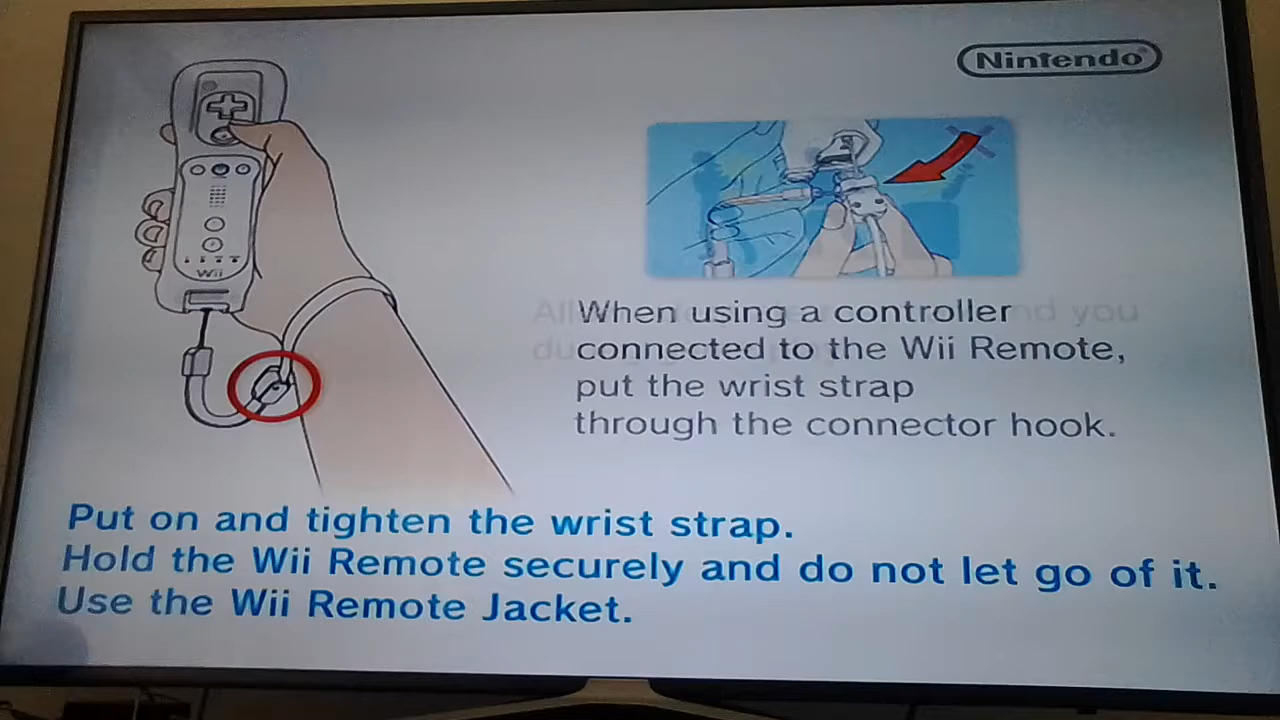 Nintendo
Wii
When using a controller
connected to the Wii Remote,
put the wrist strap
through the connector hook.
Put on and tighten the wrist strap.
Hold the Wii Remote securely and do not let go of it.
Use the Wii Remote Jacket.